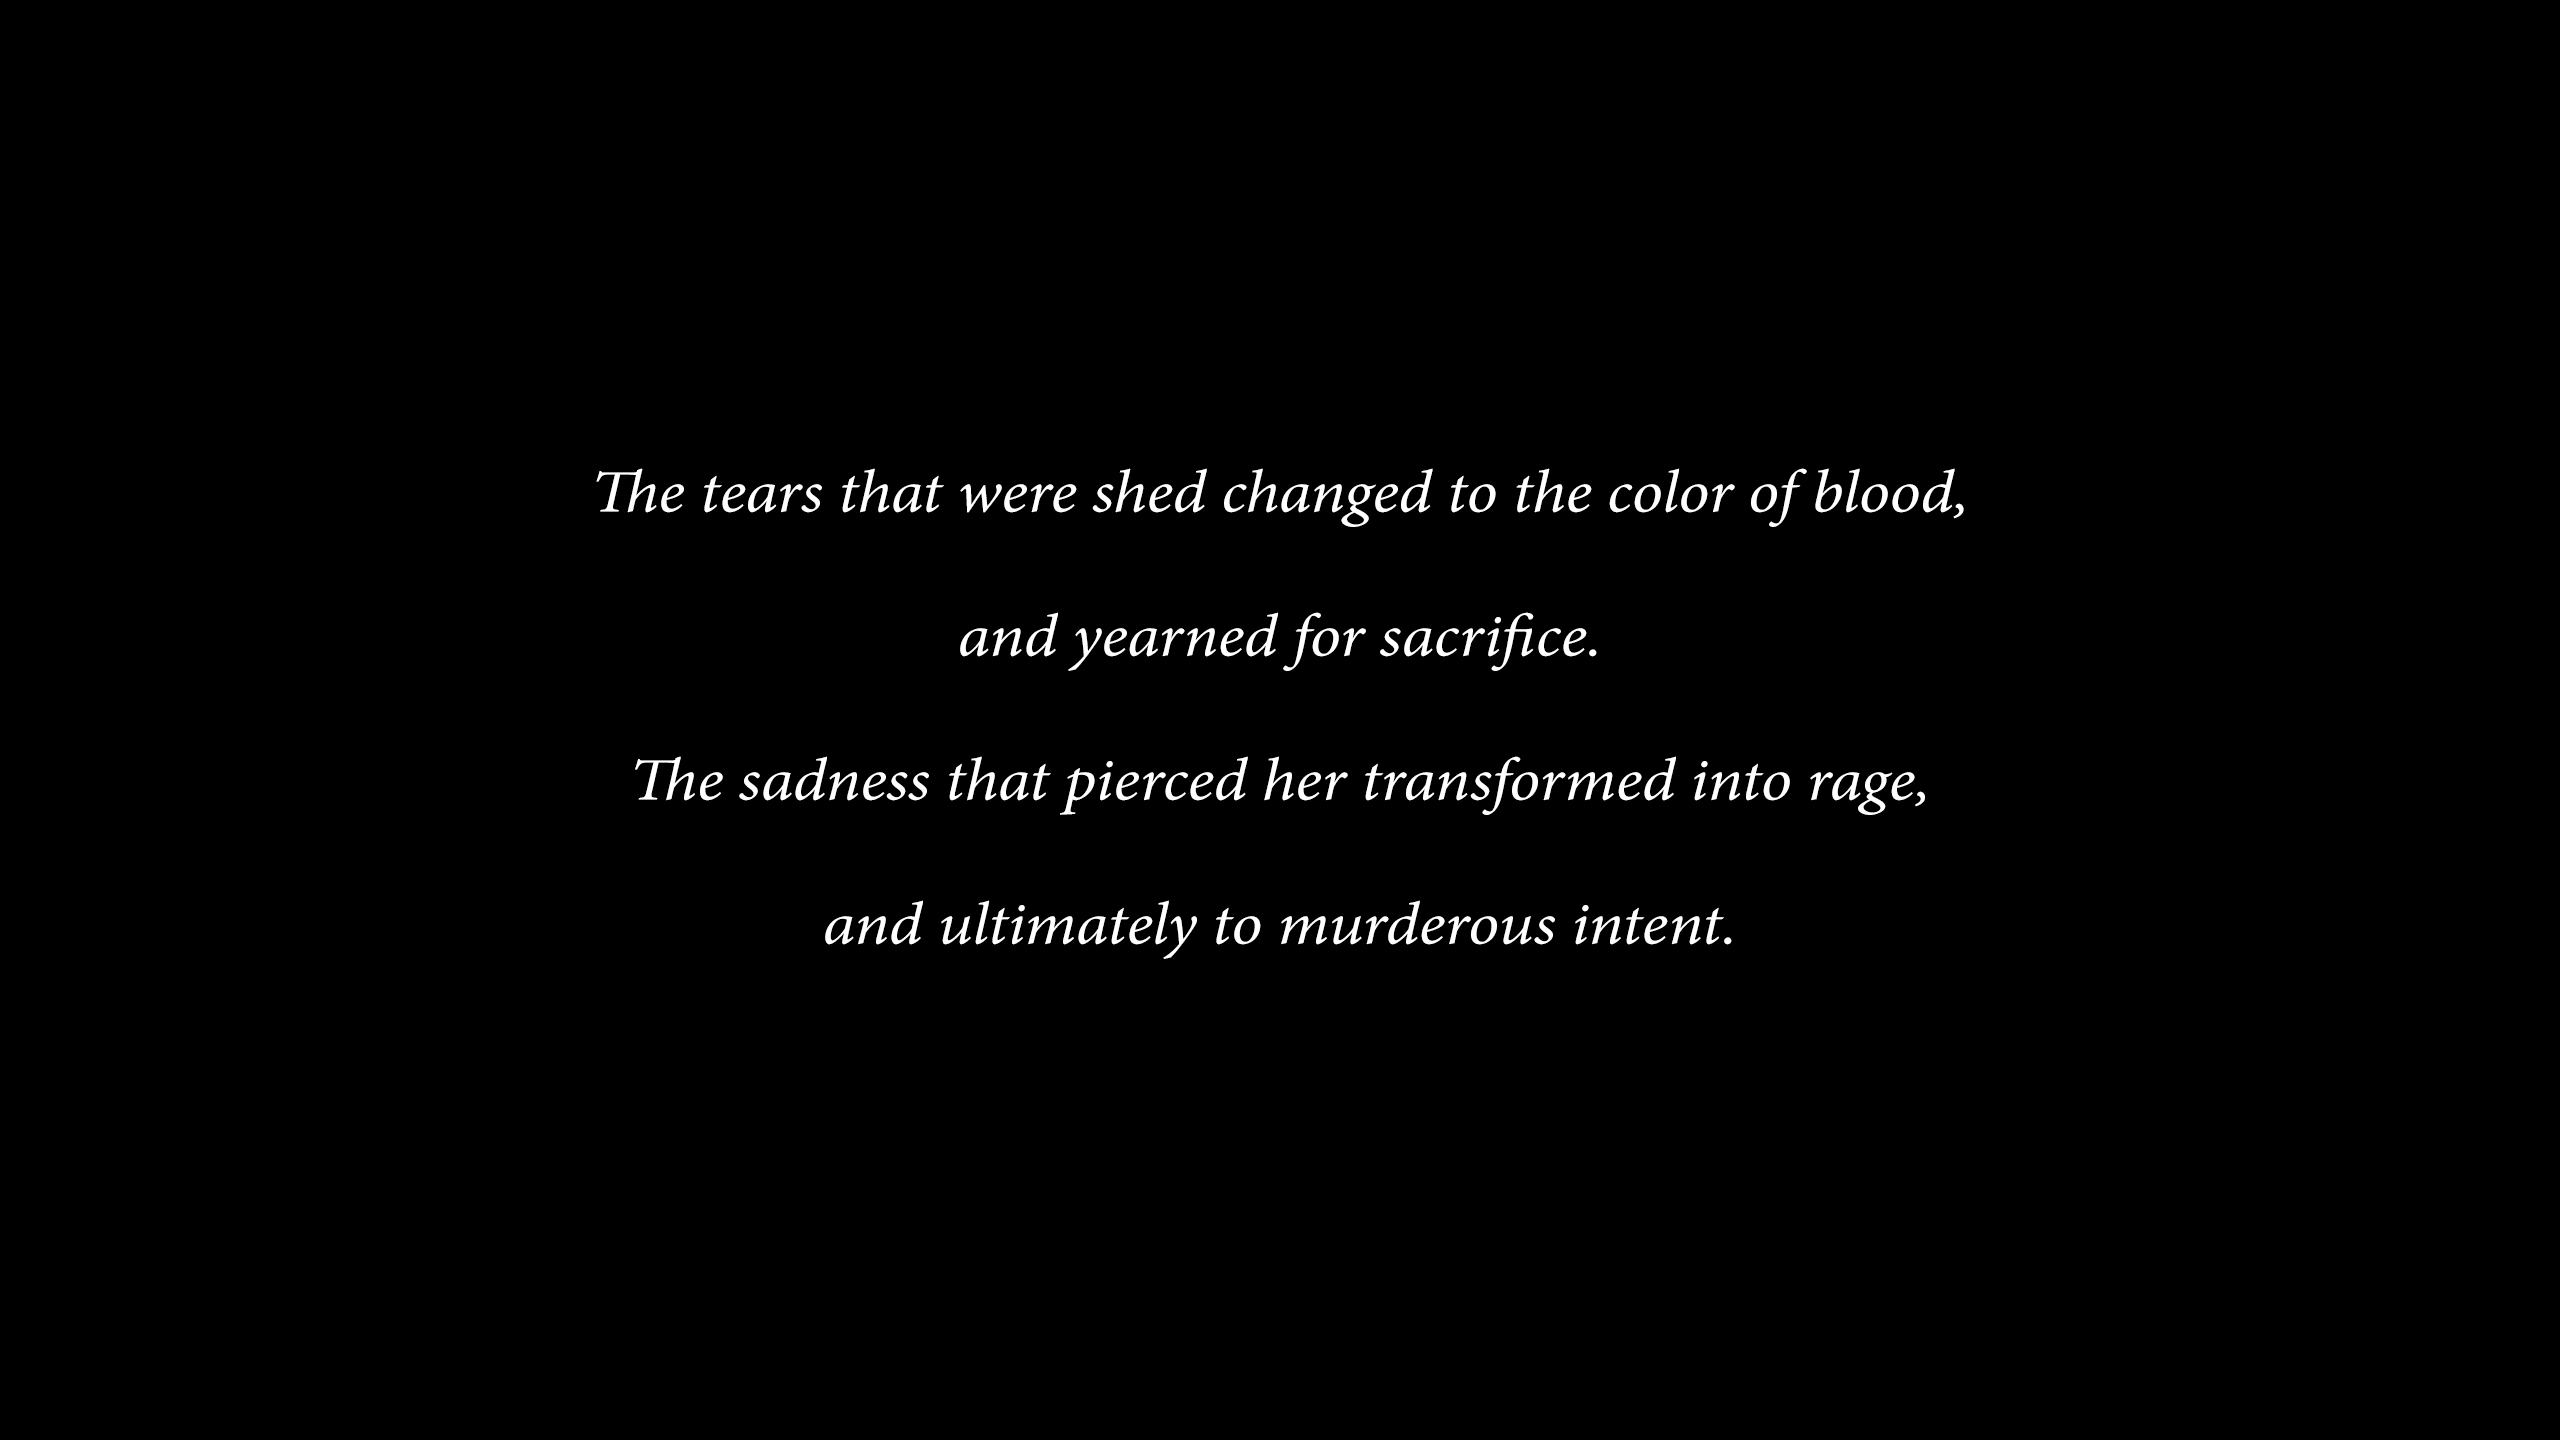 The tears that were shed changed to the color of blood,
and yearned for sacrifice.
The sadness that pierced her transformed into rage,
and ultimately to murderous intent.